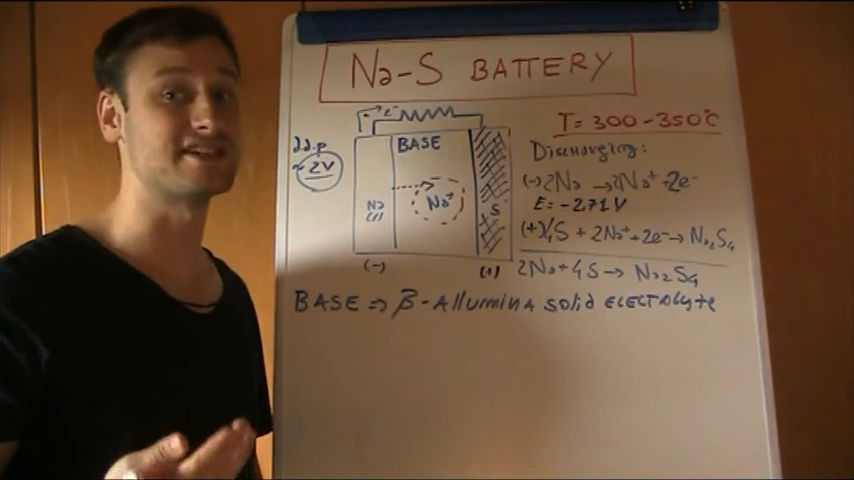 Na-S BATTERY
T = 300 - 350°C
e⁻
d.d.p
~2V
BASE
Na
(l)
Na⁺
S
(-)
(+)
Discharging:
(-) 2Na → 2Na⁺ + 2e⁻
E = -2.71V
(+) 4S + 2Na⁺ + 2e⁻ → Na₂S₄
2Na + 4S → Na₂S₄
BASE ⇒ β-Allumina solid ELECTROLYTE